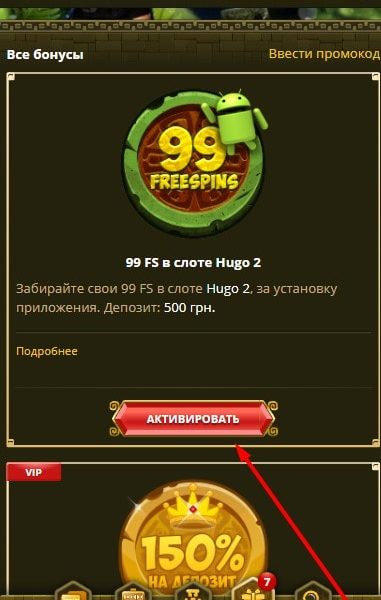 Все бонусы
Ввести промокод
99
FREESPINS
99 FS в слоте Hugo 2
Забирайте свои 99 FS в слоте Hugo 2, за установку
приложения. Депозит: 500 грн.
Подробнее
АКТИВИРОВАТЬ
VIP
150%
НА ДЕПОЗИТ
7